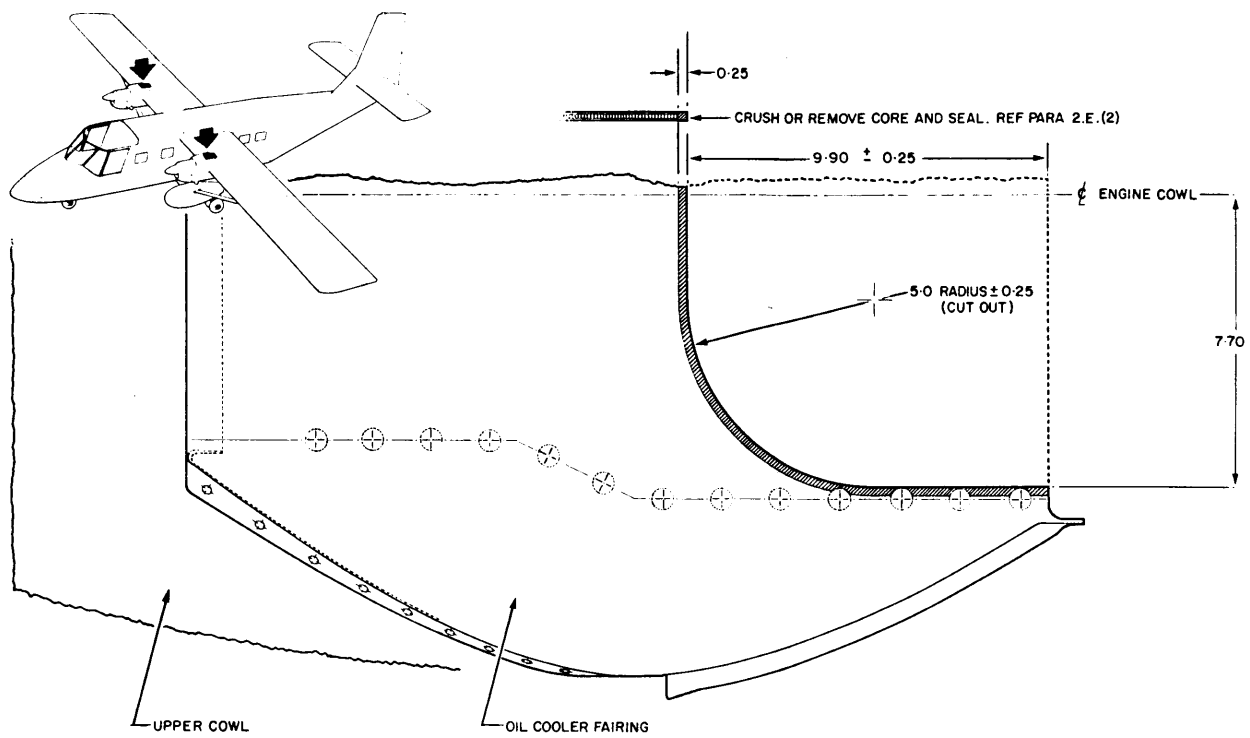 0.25
CRUSH OR REMOVE CORE AND SEAL. REF PARA 2.E.(2)
9.90 ± 0.25
℄ ENGINE COWL
5.0 RADIUS ± 0.25
(CUT OUT)
7.70
UPPER COWL
OIL COOLER FAIRING